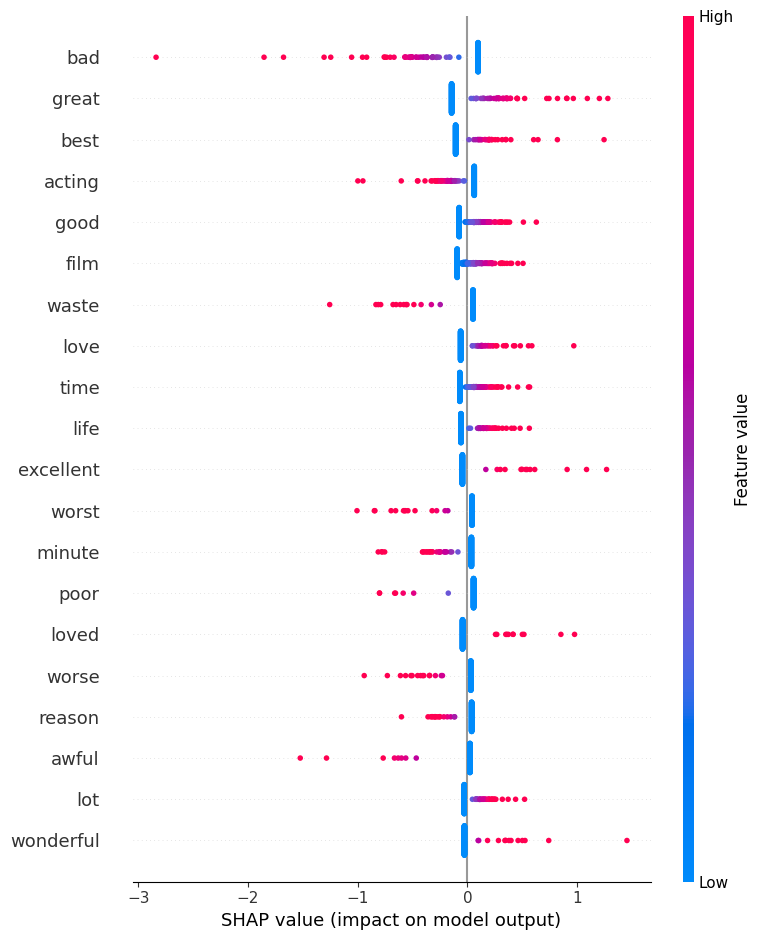 High
bad
great
best
acting
good
film
waste
love
time
life
excellent
worst
minute
poor
loved
worse
reason
awful
lot
wonderful
Feature value
Low
−3 −2 −1 0 1
SHAP value (impact on model output)